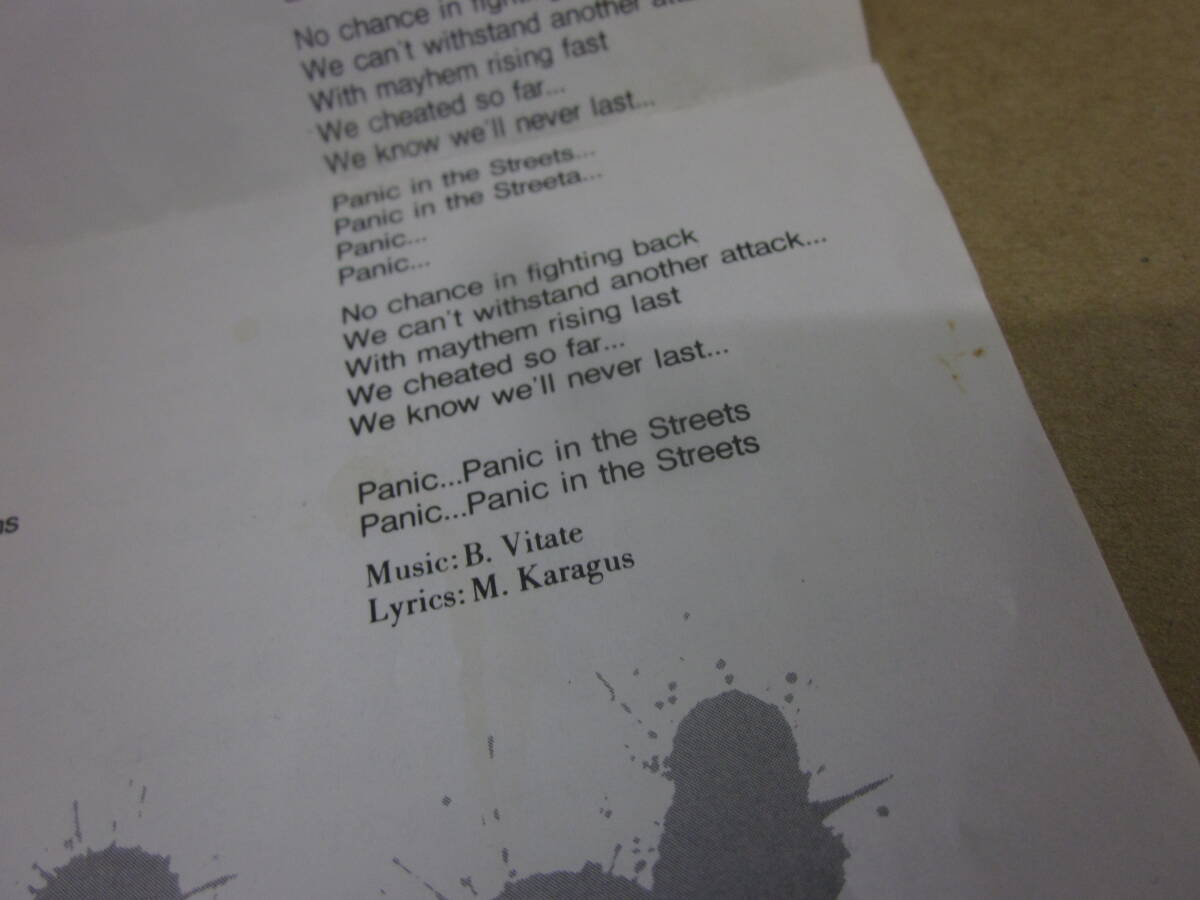 No chance in fighting
We can't withstand another
With mayhem rising fast
We cheated so far...
We know we'll never last...
Panic in the Streets...
Panic in the Streeta...
Panic...
Panic...
No chance in fighting back
We can't withstand another attack...
With maythem rising last
We cheated so far...
We know we'll never last...
Panic...Panic in the Streets
Panic...Panic in the Streets
Music: B. Vitate
Lyrics: M. Karagus